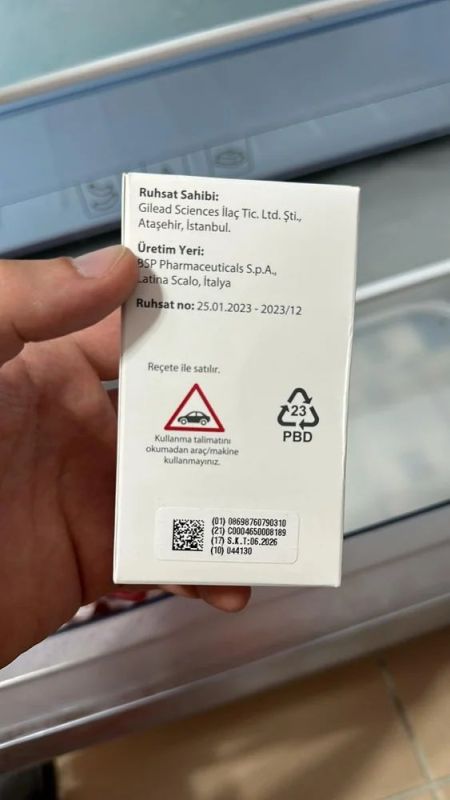 Ruhsat Sahibi:
Gilead Sciences İlaç Tic. Ltd. Şti.,
Ataşehir, İstanbul.
Üretim Yeri:
BSP Pharmaceuticals S.p.A.,
Latina Scalo, İtalya
Ruhsat no: 25.01.2023 - 2023/12
Reçete ile satılır.
Kullanma talimatını
okumadan araç/makine
kullanmayınız.
23
PBD
(01) 08698760790310
(21) C0004650008189
(17) S.K.T:06.2026
(10) 044130